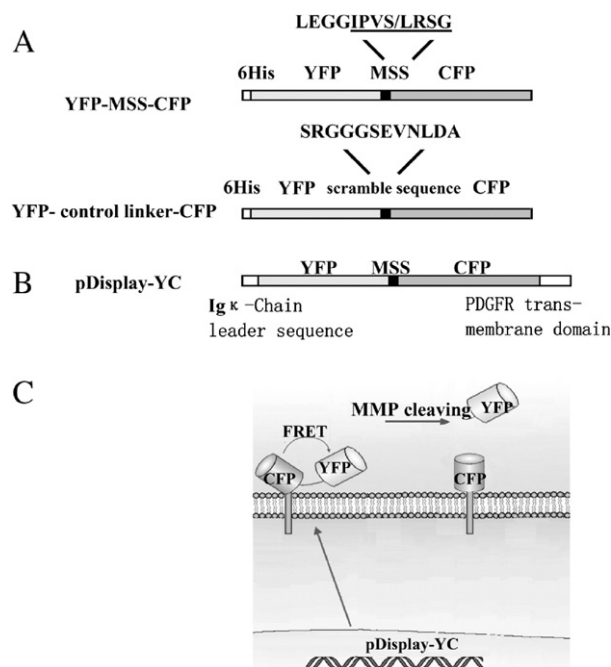 A
LEGGIPVS/LRSG
6His YFP MSS CFP
YFP-MSS-CFP
SRGGGSEVNLDA
6His YFP scramble sequence CFP
YFP- control linker-CFP
B
pDisplay-YC
YFP MSS CFP
Igκ-Chain
leader sequence
PDGFR trans-
membrane domain
C
MMP cleaving
YFP
FRET
CFP YFP
CFP
pDisplay-YC